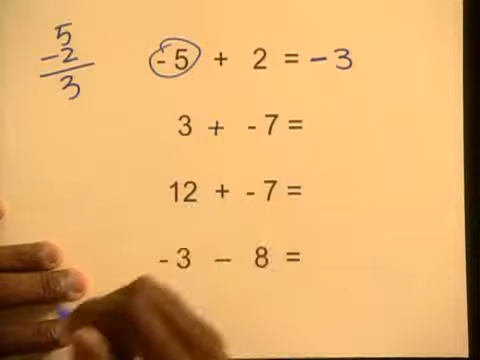 5
-2
3
-5 + 2 = -3
3 + -7 =
12 + -7 =
-3 – 8 =